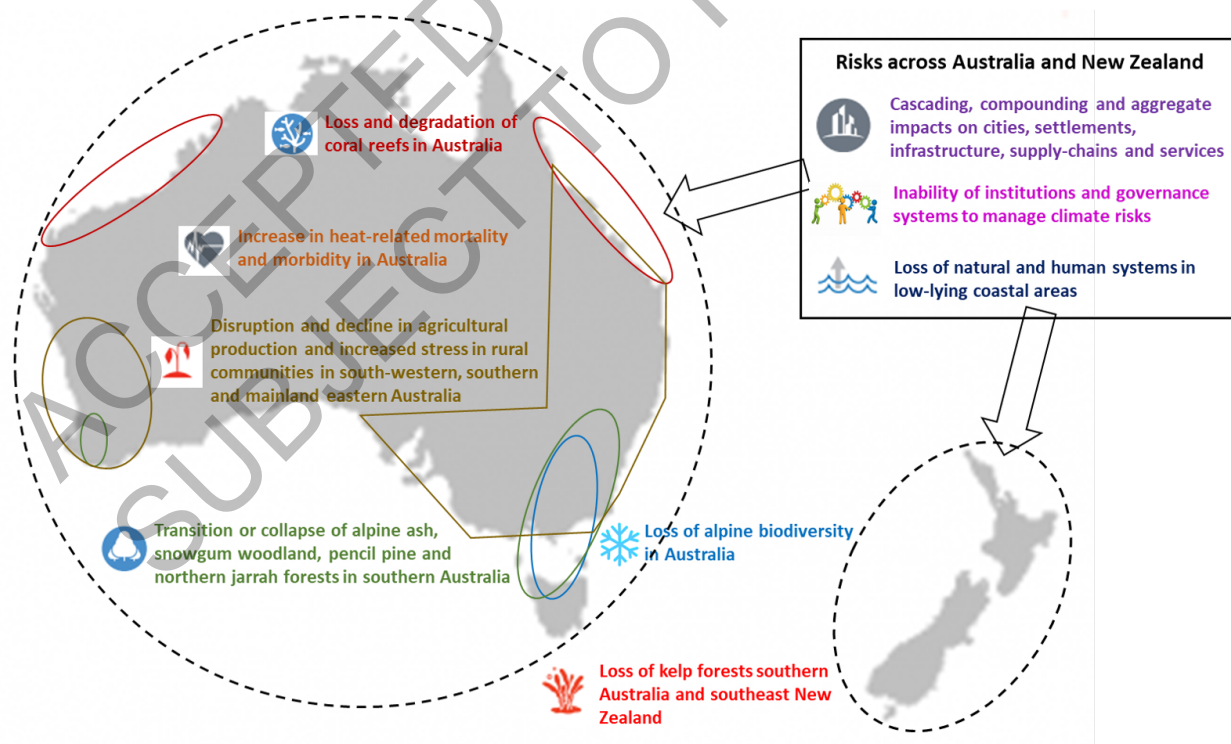 ACCEPTED
SUBJECT TO
Risks across Australia and New Zealand
Cascading, compounding and aggregate
impacts on cities, settlements,
infrastructure, supply-chains and services
Inability of institutions and governance
systems to manage climate risks
Loss of natural and human systems in
low-lying coastal areas
Loss and degradation of
coral reefs in Australia
Increase in heat-related mortality
and morbidity in Australia
Disruption and decline in agricultural
production and increased stress in rural
communities in south-western, southern
and mainland eastern Australia
Transition or collapse of alpine ash,
snowgum woodland, pencil pine and
northern jarrah forests in southern Australia
Loss of alpine biodiversity
in Australia
Loss of kelp forests southern
Australia and southeast New
Zealand